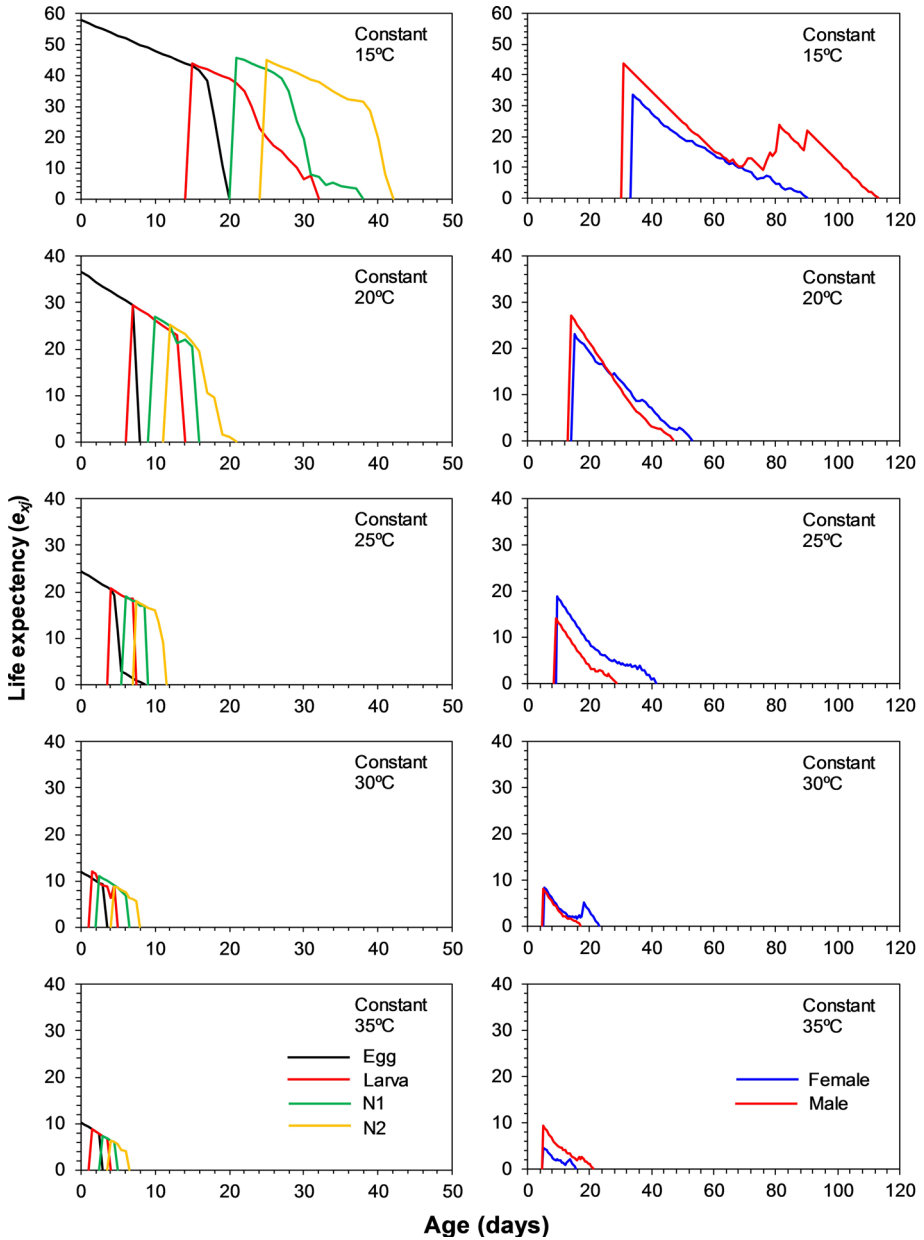 60
50
40
30
20
10
0
0 10 20 30 40 50
Constant
15ºC
60
50
40
30
20
10
0
0 20 40 60 80 100 120
Constant
15ºC
40
30
20
10
0
0 10 20 30 40 50
Constant
20ºC
40
30
20
10
0
0 20 40 60 80 100 120
Constant
20ºC
Life expectency (exj)
40
30
20
10
0
0 10 20 30 40 50
Constant
25ºC
40
30
20
10
0
0 20 40 60 80 100 120
Constant
25ºC
40
30
20
10
0
0 10 20 30 40 50
Constant
30ºC
40
30
20
10
0
0 20 40 60 80 100 120
Constant
30ºC
40
30
20
10
0
0 10 20 30 40 50
Constant
35ºC
Egg
Larva
N1
N2
40
30
20
10
0
0 20 40 60 80 100 120
Constant
35ºC
Female
Male
Age (days)